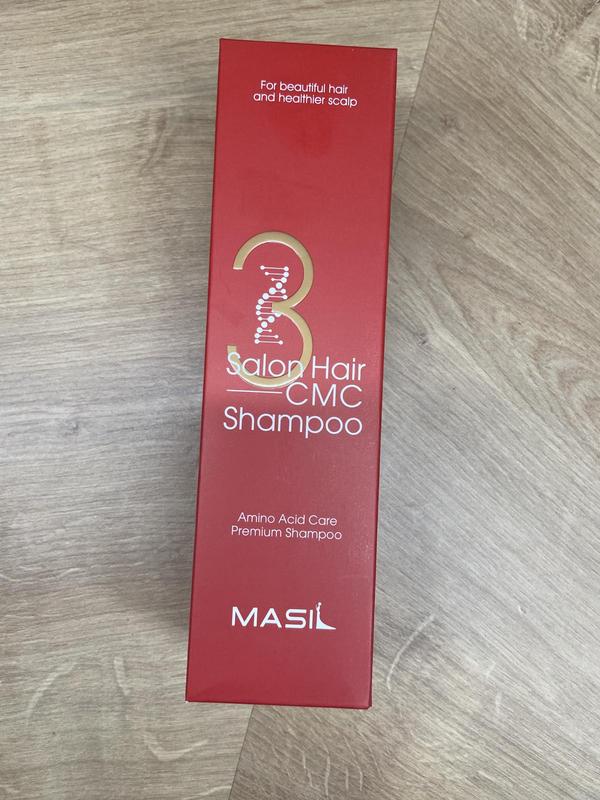 For beautiful hair
and healthier scalp
3
Salon Hair
CMC
Shampoo
Amino Acid Care
Premium Shampoo
MASIL